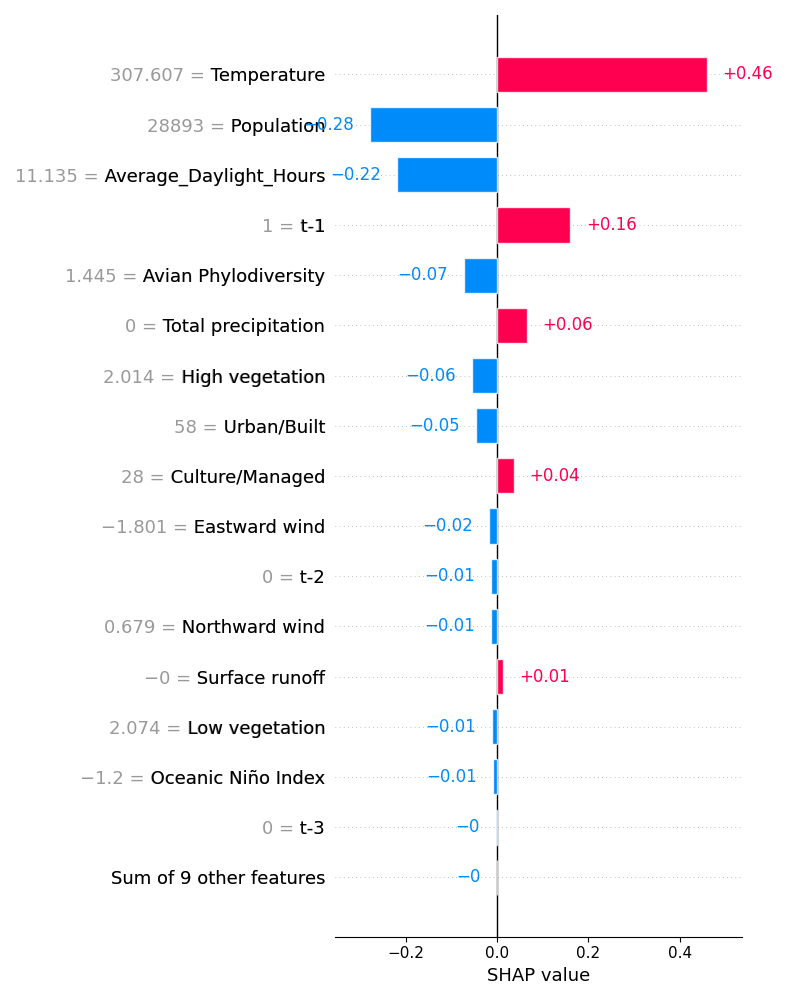 307.607 = Temperature +0.46
28893 = Population −0.28
11.135 = Average_Daylight_Hours −0.22
1 = t-1 +0.16
1.445 = Avian Phylodiversity −0.07
0 = Total precipitation +0.06
2.014 = High vegetation −0.06
58 = Urban/Built −0.05
28 = Culture/Managed +0.04
−1.801 = Eastward wind −0.02
0 = t-2 −0.01
0.679 = Northward wind −0.01
−0 = Surface runoff +0.01
2.074 = Low vegetation −0.01
−1.2 = Oceanic Niño Index −0.01
0 = t-3 −0
Sum of 9 other features −0
−0.2 0.0 0.2 0.4
SHAP value